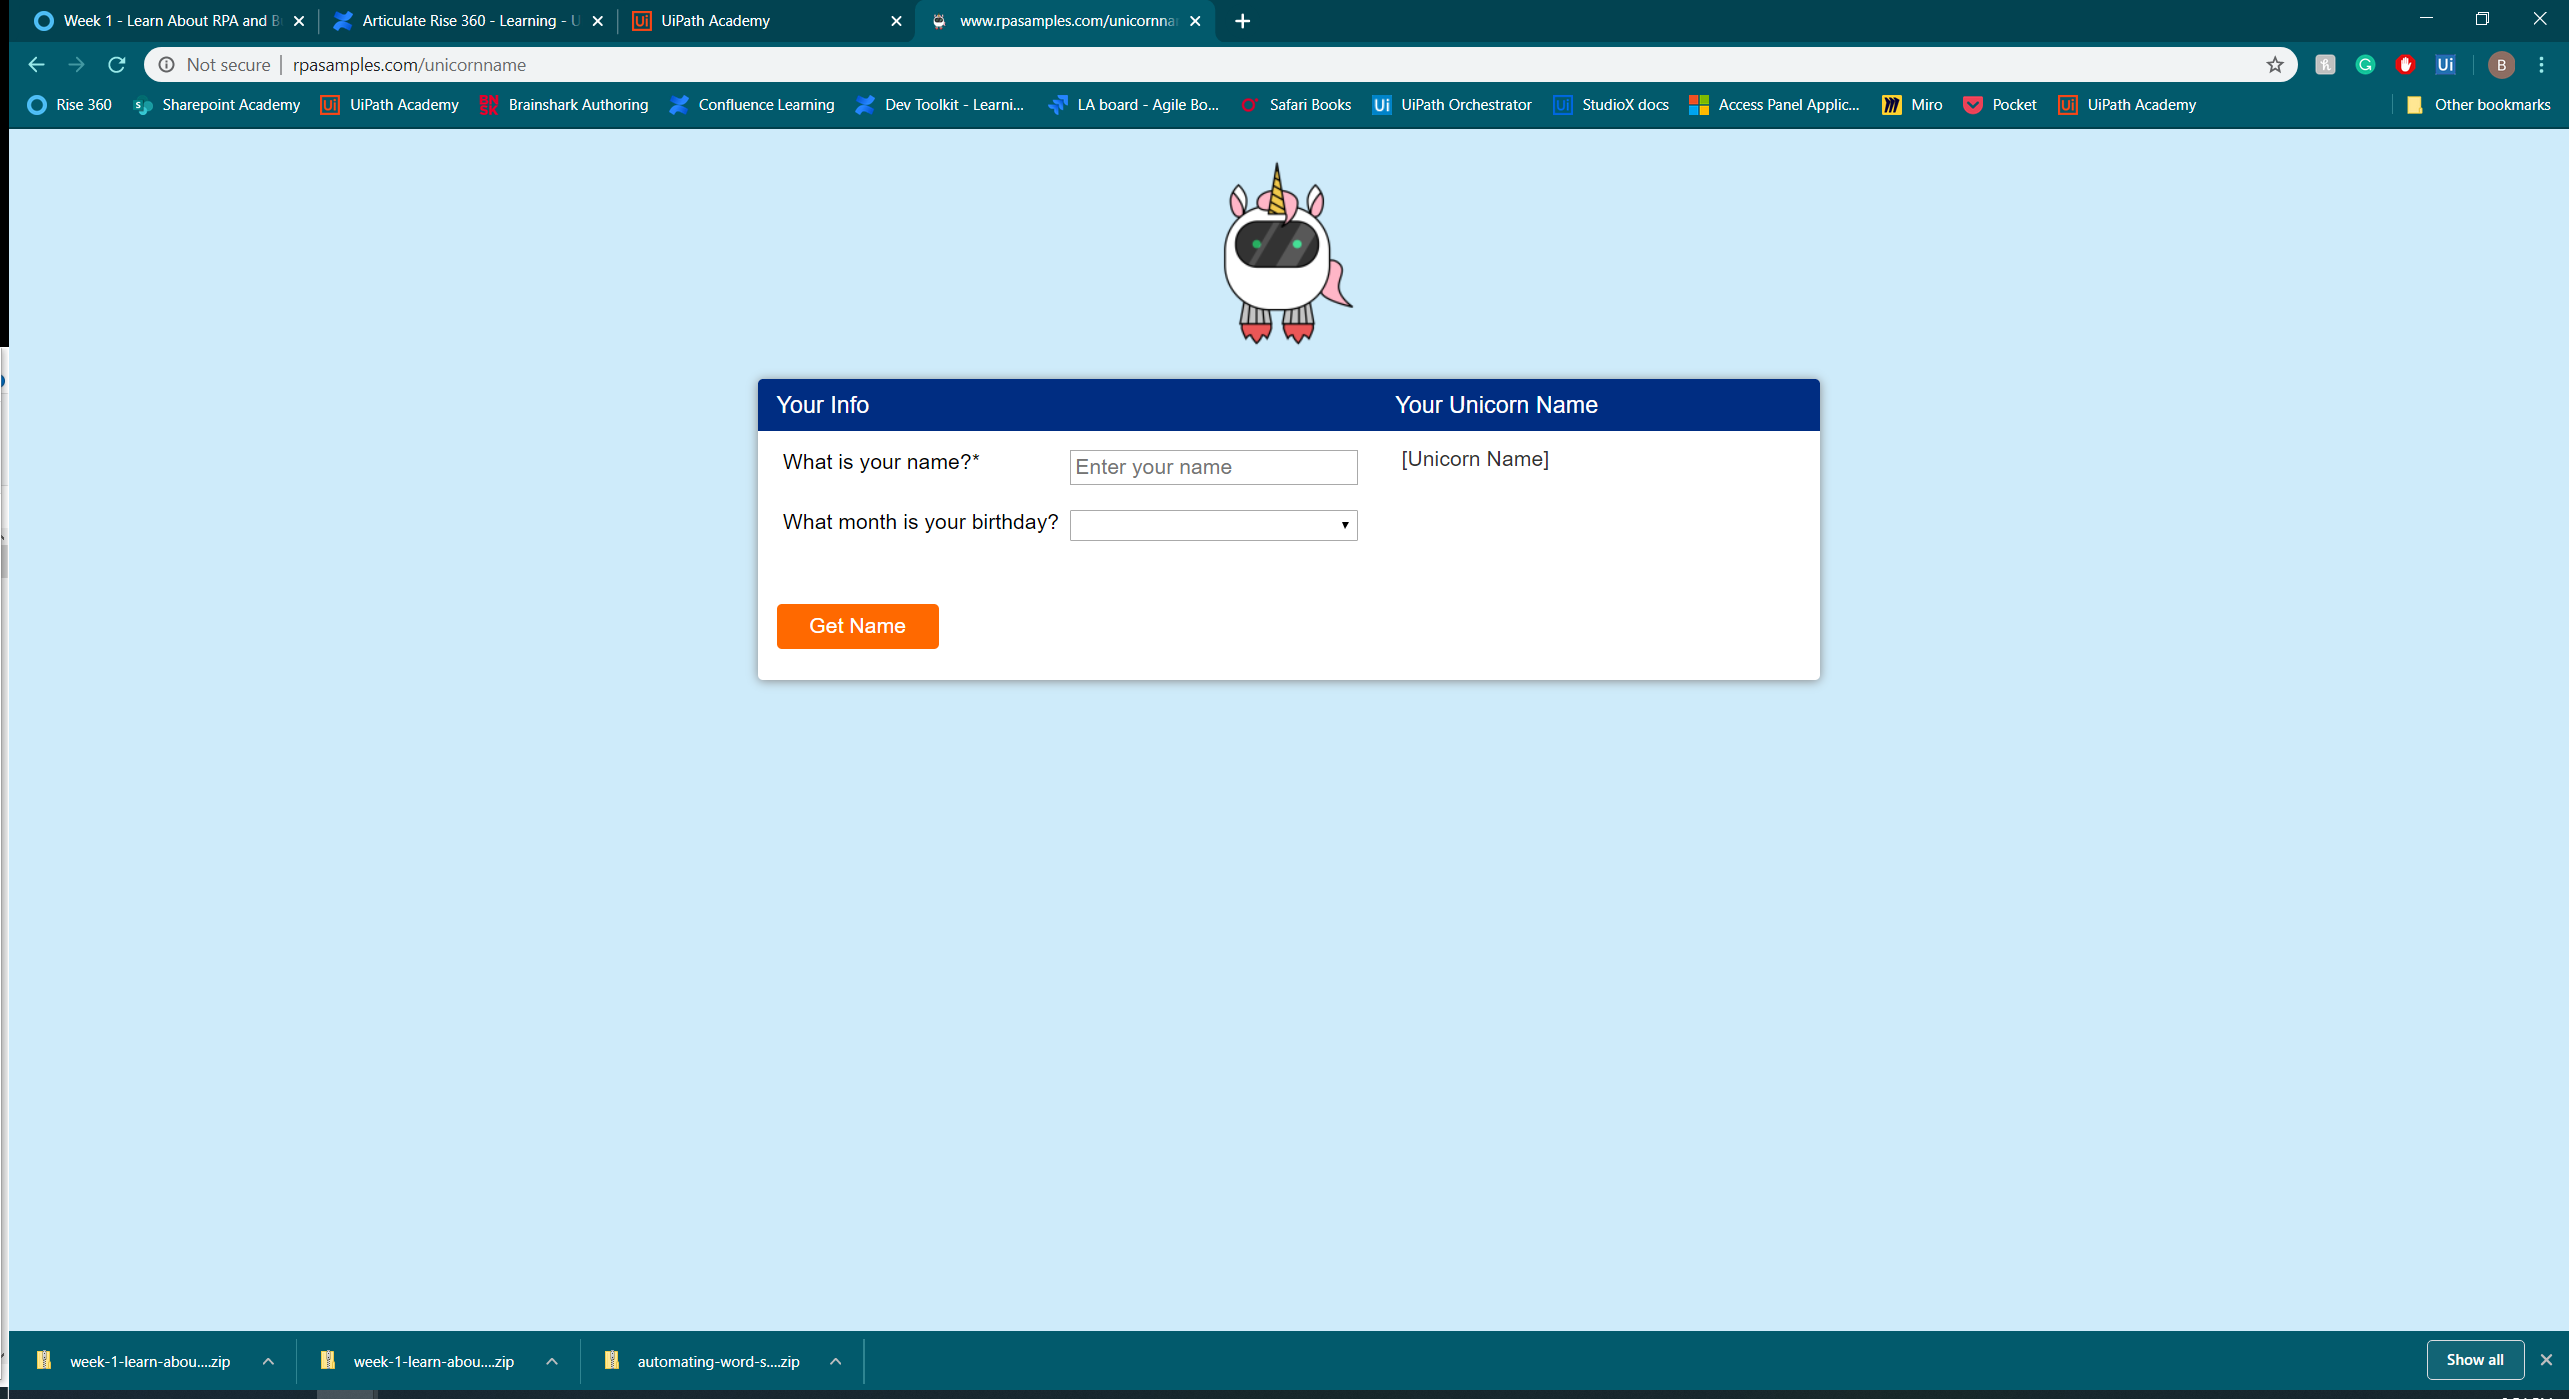 Week 1 - Learn About RPA and B
Articulate Rise 360 - Learning - U
UiPath Academy
www.rpasamples.com/unicornna
Not secure | rpasamples.com/unicornname
Rise 360
Sharepoint Academy
UiPath Academy
Brainshark Authoring
Confluence Learning
Dev Toolkit - Learni...
LA board - Agile Bo...
Safari Books
UiPath Orchestrator
StudioX docs
Access Panel Applic...
Miro
Pocket
UiPath Academy
Other bookmarks
Your Info
Your Unicorn Name
What is your name?*
Enter your name
[Unicorn Name]
What month is your birthday?
Get Name
week-1-learn-abou....zip
week-1-learn-abou....zip
automating-word-s....zip
Show all